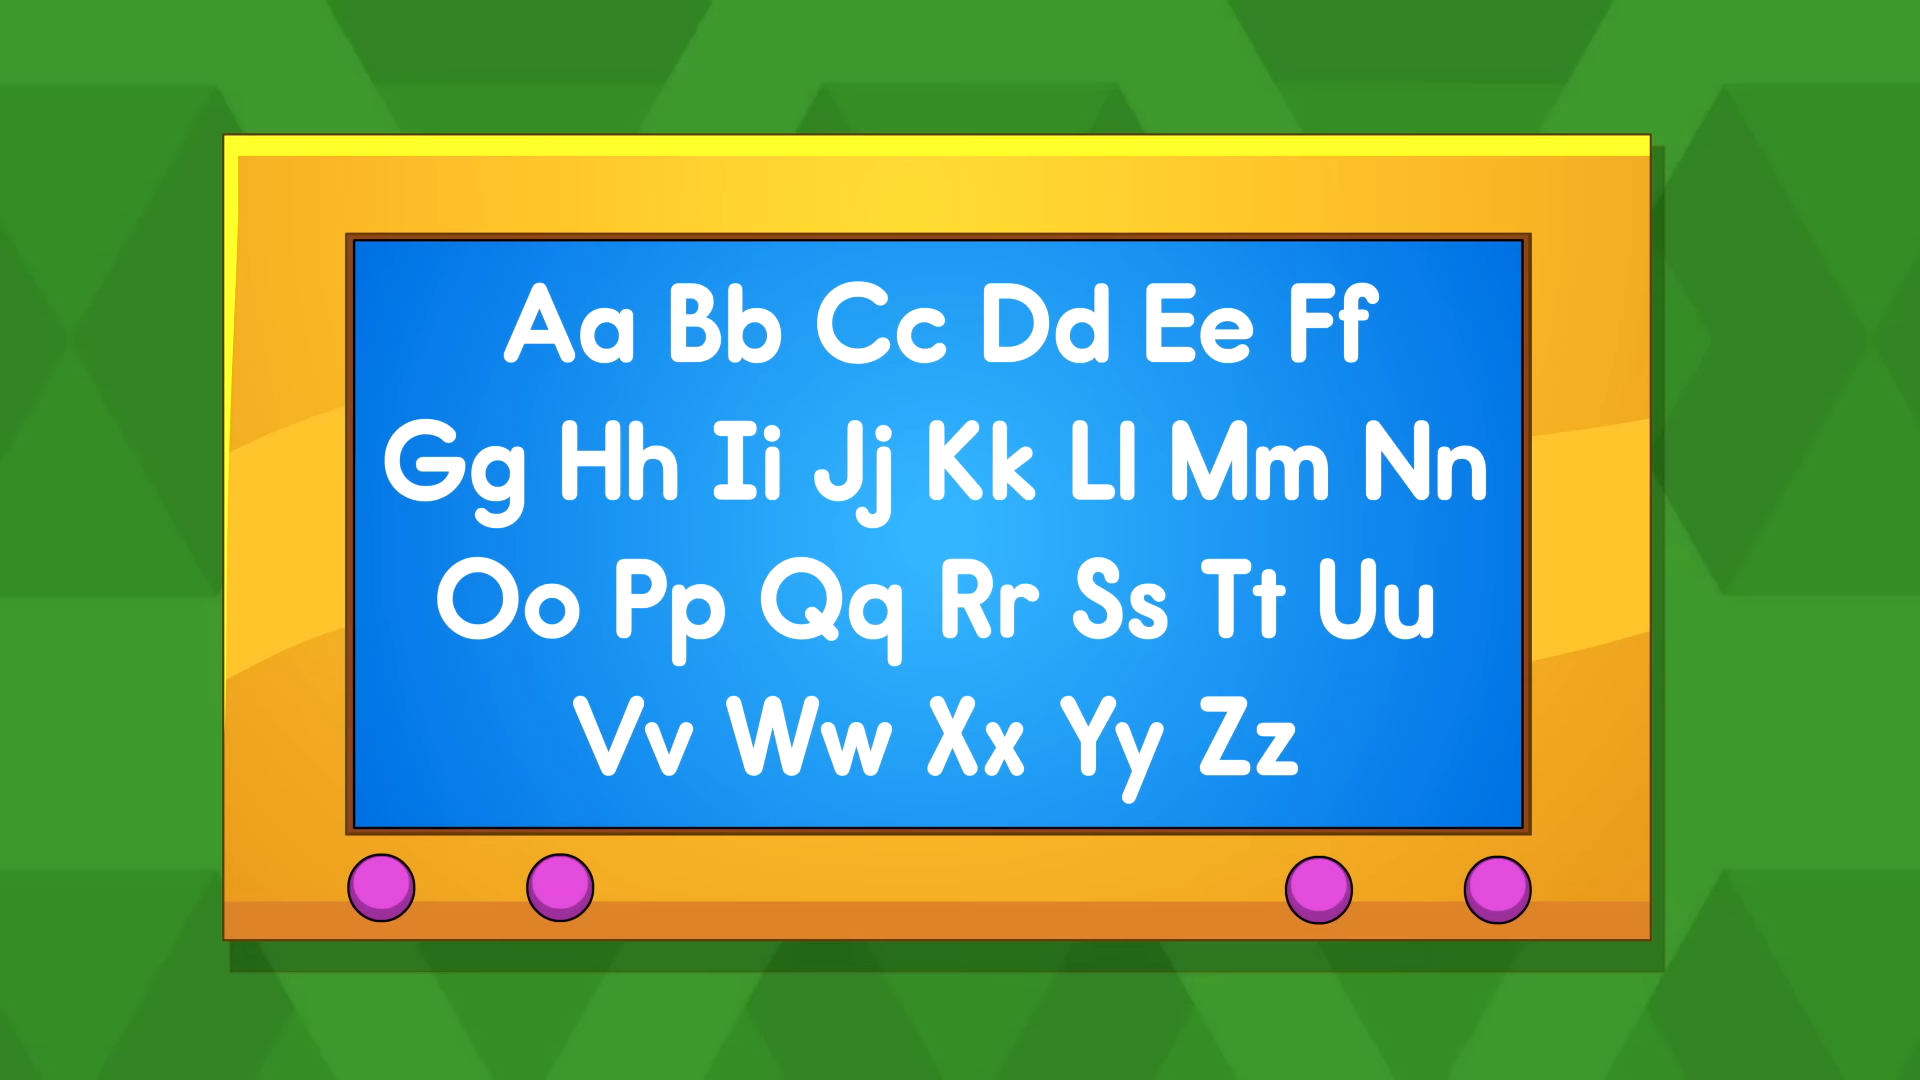 Aa Bb Cc Dd Ee Ff
Gg Hh Ii Jj Kk Ll Mm Nn
Oo Pp Qq Rr Ss Tt Uu
Vv Ww Xx Yy Zz